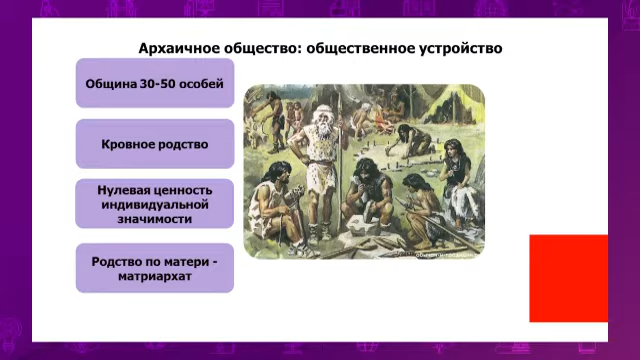 Архаичное общество: общественное устройство
Община 30-50 особей
Кровное родство
Нулевая ценность
индивидуальной
значимости
Родство по матери -
матриархат